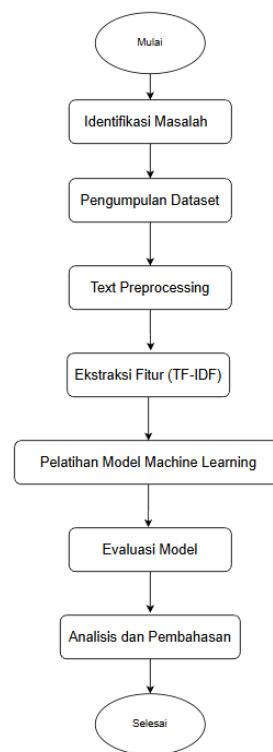 Mulai
Identifikasi Masalah
Pengumpulan Dataset
Text Preprocessing
Ekstraksi Fitur (TF-IDF)
Pelatihan Model Machine Learning
Evaluasi Model
Analisis dan Pembahasan
Selesai